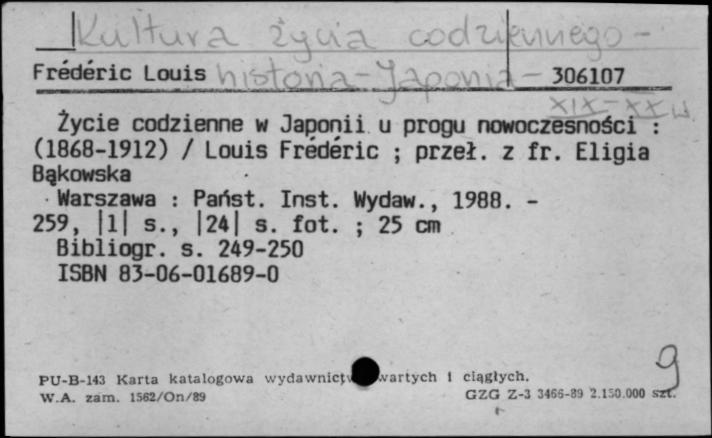 Kultura życia codziennego -
Frédéric Louis historia - Japonia - 306107
XIX-XX w
Życie codzienne w Japonii u progu nowoczesności :
(1868-1912) / Louis Frédéric ; przeł. z fr. Eligia
Bąkowska
Warszawa : Państ. Inst. Wydaw., 1988. -
259, |1| s., |24| s. fot. ; 25 cm
Bibliogr. s. 249-250
ISBN 83-06-01689-0
9
PU-B-143 Karta katalogowa wydawnictw zwartych i ciągłych.
W.A. zam. 1562/On/89 GZG Z-3 3466-89 2.150.000 szt.